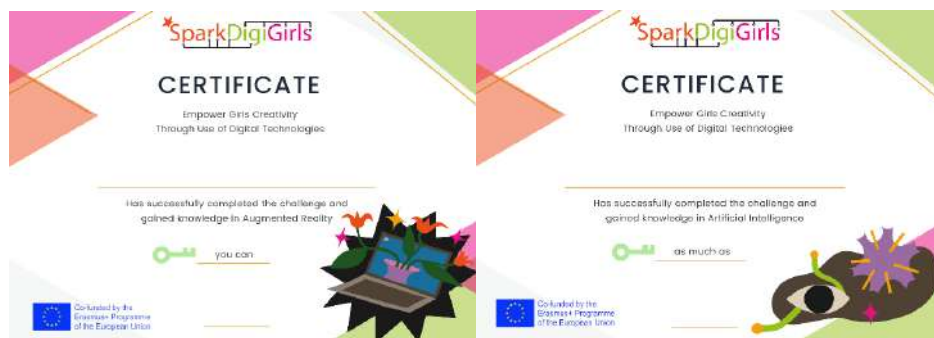 SparkDigiGirls
CERTIFICATE
Empower Girls Creativity
Through Use of Digital Technologies
Has successfully completed the challenge and
gained knowledge in Augmented Reality
you can
Co-funded by the
Erasmus+ Programme
of the European Union
SparkDigiGirls
CERTIFICATE
Empower Girls Creativity
Through Use of Digital Technologies
Has successfully completed the challenge and
gained knowledge in Artificial Intelligence
as much as
Co-funded by the
Erasmus+ Programme
of the European Union